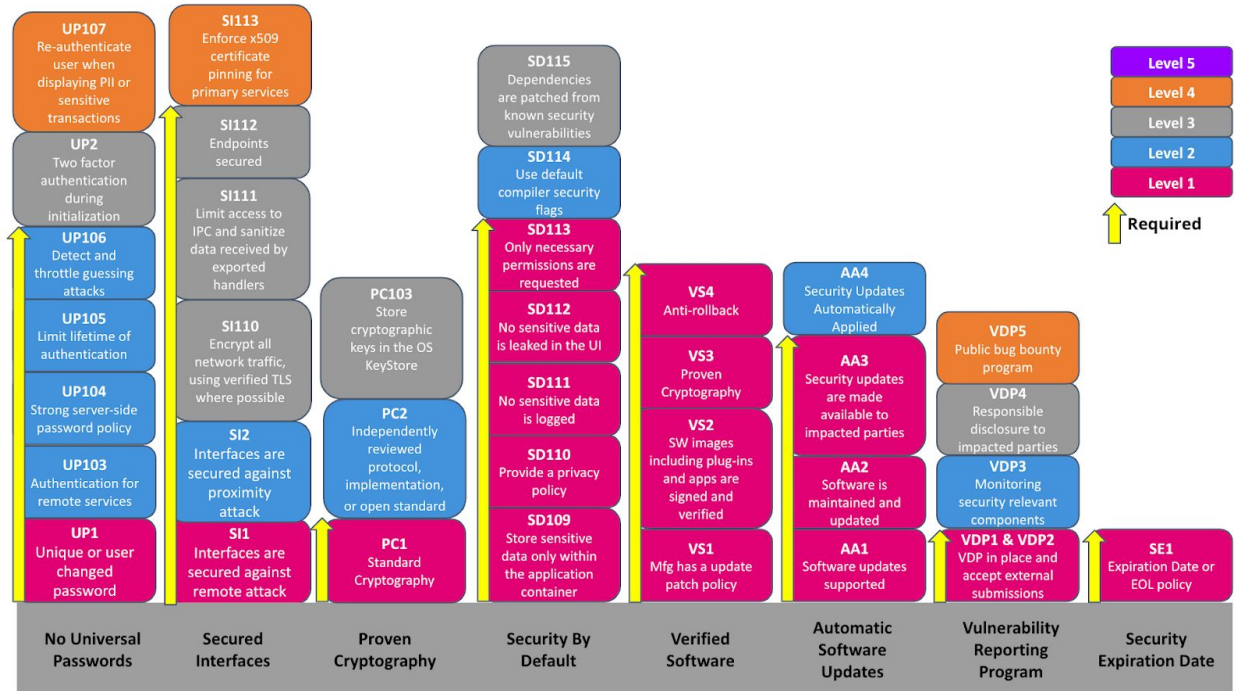 UP107
Re-authenticate
user when
displaying PII or
sensitive
transactions
UP2
Two factor
authentication
during
initialization
UP106
Detect and
throttle guessing
attacks
UP105
Limit lifetime of
authentication
UP104
Strong server-side
password policy
UP103
Authentication for
remote services
UP1
Unique or user
changed
password
No Universal
Passwords
SI113
Enforce x509
certificate
pinning for
primary services
SI112
Endpoints
secured
SI111
Limit access to
IPC and sanitize
data received by
exported
handlers
SI110
Encrypt all
network traffic,
using verified TLS
where possible
SI2
Interfaces are
secured against
proximity
attack
SI1
Interfaces are
secured against
remote attack
Secured
Interfaces
PC103
Store
cryptographic
keys in the OS
KeyStore
PC2
Independently
reviewed
protocol,
implementation,
or open standard
PC1
Standard
Cryptography
Proven
Cryptography
SD115
Dependencies
are patched from
known security
vulnerabilities
SD114
Use default
compiler security
flags
SD113
Only necessary
permissions are
requested
SD112
No sensitive data
is leaked in the UI
SD111
No sensitive data
is logged
SD110
Provide a privacy
policy
SD109
Store sensitive
data only within
the application
container
Security By
Default
VS4
Anti-rollback
VS3
Proven
Cryptography
VS2
SW images
including plug-ins
and apps are
signed and
verified
VS1
Mfg has a update
patch policy
Verified
Software
AA4
Security Updates
Automatically
Applied
AA3
Security updates
are made
available to
impacted parties
AA2
Software is
maintained and
updated
AA1
Software updates
supported
Automatic
Software
Updates
VDP5
Public bug bounty
program
VDP4
Responsible
disclosure to
impacted parties
VDP3
Monitoring
security relevant
components
VDP1 & VDP2
VDP in place and
accept external
submissions
Vulnerability
Reporting
Program
SE1
Expiration Date or
EOL policy
Security
Expiration Date
Level 5
Level 4
Level 3
Level 2
Level 1
Required